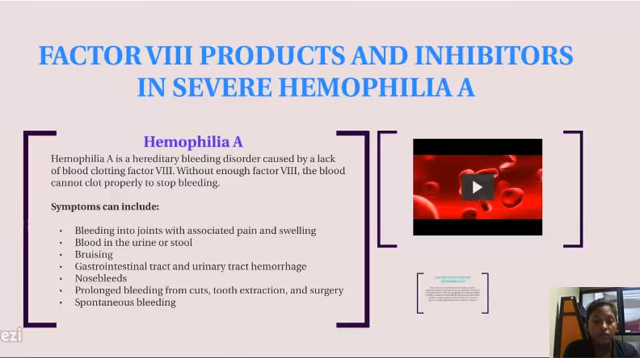 FACTOR VIII PRODUCTS AND INHIBITORS
IN SEVERE HEMOPHILIA A
Hemophilia A
Hemophilia A is a hereditary bleeding disorder caused by a lack
of blood clotting factor VIII. Without enough factor VIII, the blood
cannot clot properly to stop bleeding.
Symptoms can include:
• Bleeding into joints with associated pain and swelling
• Blood in the urine or stool
• Bruising
• Gastrointestinal tract and urinary tract hemorrhage
• Nosebleeds
• Prolonged bleeding from cuts, tooth extraction, and surgery
• Spontaneous bleeding
ezi